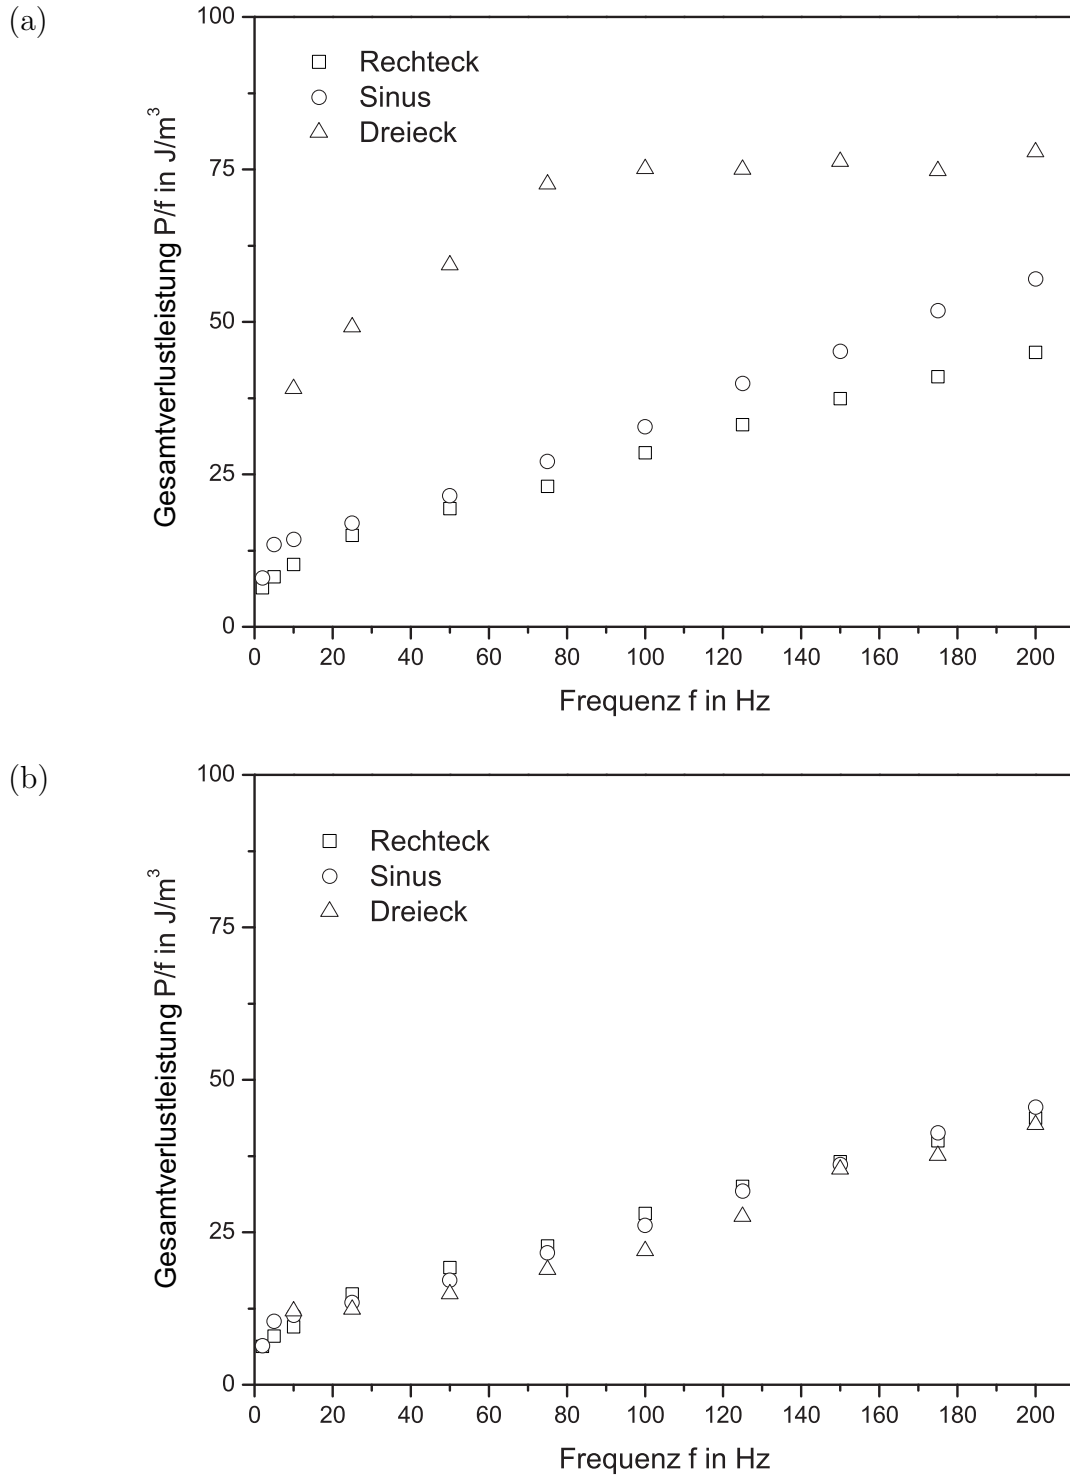 (a)
100
75
50
25
0
Gesamtverlustleistung P/f in J/m³
Rechteck
Sinus
Dreieck
0 20 40 60 80 100 120 140 160 180 200
Frequenz f in Hz
(b)
100
75
50
25
0
Gesamtverlustleistung P/f in J/m³
Rechteck
Sinus
Dreieck
0 20 40 60 80 100 120 140 160 180 200
Frequenz f in Hz